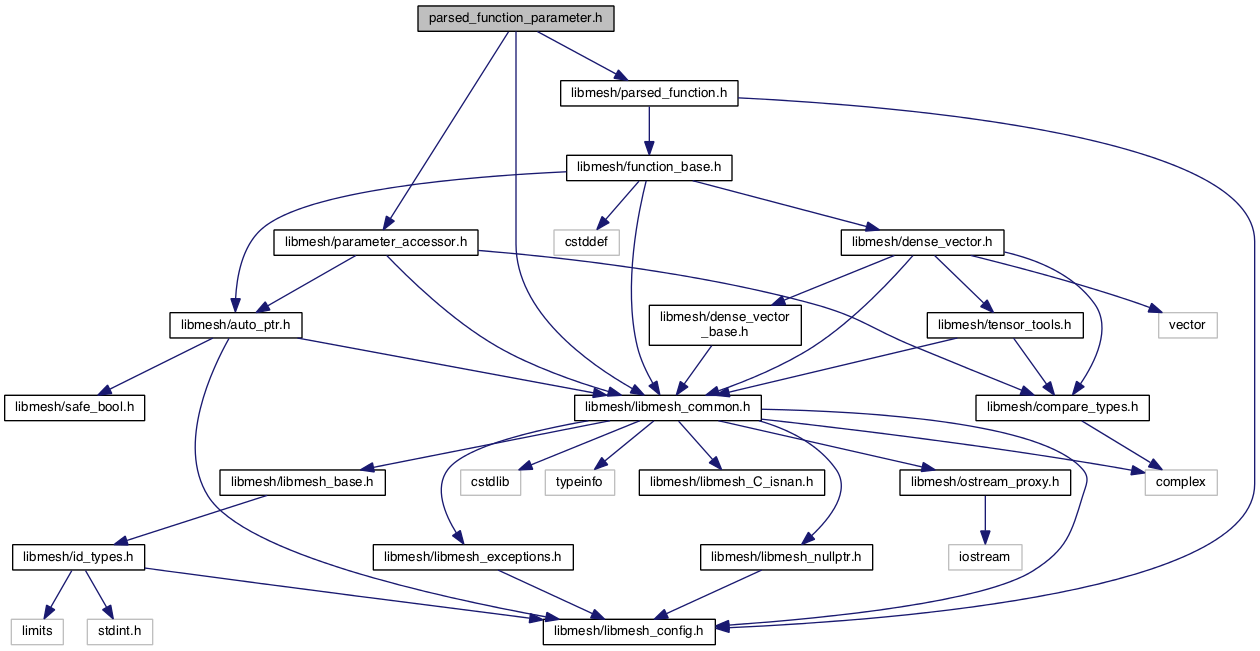 parsed_function_parameter.h
libmesh/parsed_function.h
libmesh/function_base.h
libmesh/parameter_accessor.h
cstddef
libmesh/dense_vector.h
libmesh/auto_ptr.h
libmesh/dense_vector
_base.h
libmesh/tensor_tools.h
vector
libmesh/safe_bool.h
libmesh/libmesh_common.h
libmesh/compare_types.h
libmesh/libmesh_base.h
cstdlib
typeinfo
libmesh/libmesh_C_isnan.h
libmesh/ostream_proxy.h
complex
libmesh/id_types.h
libmesh/libmesh_exceptions.h
libmesh/libmesh_nullptr.h
iostream
limits
stdint.h
libmesh/libmesh_config.h